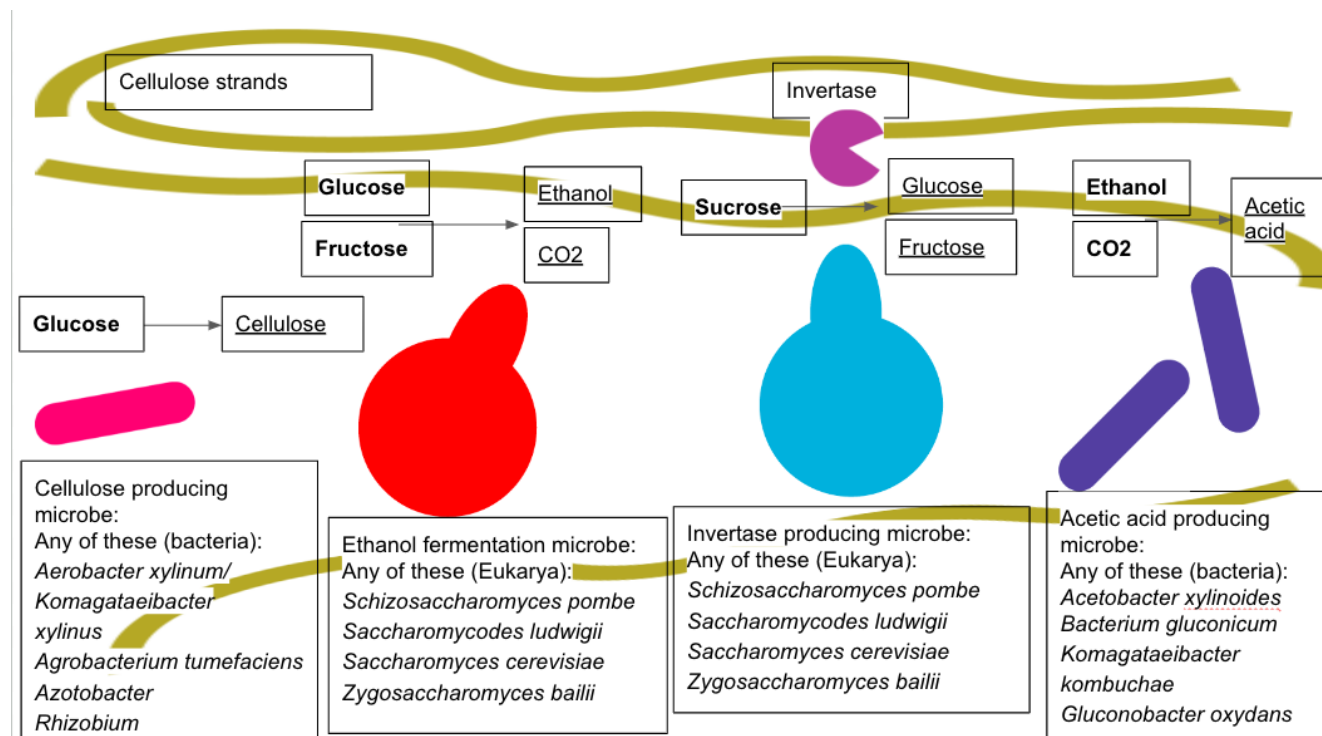 Cellulose strands
Invertase
Glucose
Fructose
Ethanol
CO2
Sucrose
Glucose
Fructose
Ethanol
CO2
Acetic
acid
Glucose
Cellulose
Cellulose producing
microbe:
Any of these (bacteria):
Aerobacter xylinum/
Komagataeibacter
xylinus
Agrobacterium tumefaciens
Azotobacter
Rhizobium
Ethanol fermentation microbe:
Any of these (Eukarya):
Schizosaccharomyces pombe
Saccharomycodes ludwigii
Saccharomyces cerevisiae
Zygosaccharomyces bailii
Invertase producing microbe:
Any of these (Eukarya):
Schizosaccharomyces pombe
Saccharomycodes ludwigii
Saccharomyces cerevisiae
Zygosaccharomyces bailii
Acetic acid producing
microbe:
Any of these (bacteria):
Acetobacter xylinoides
Bacterium gluconicum
Komagataeibacter
kombuchae
Gluconobacter oxydans